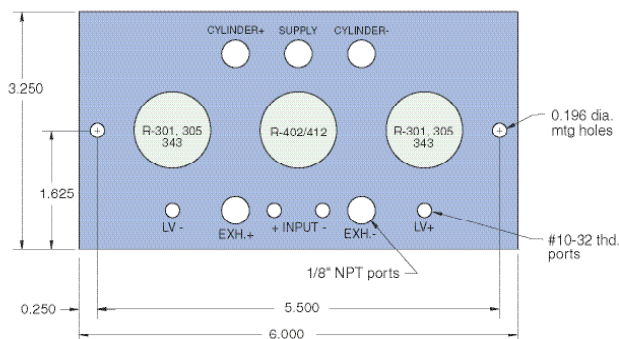 CYLINDER+ SUPPLY CYLINDER-
3.250
R-301, 305
343
R-402/412
R-301, 305
343
0.196 dia.
mtg holes
1.625
LV -
EXH.+
+ INPUT -
EXH.-
LV+
#10-32 thd.
ports
1/8" NPT ports
0.250
5.500
6.000